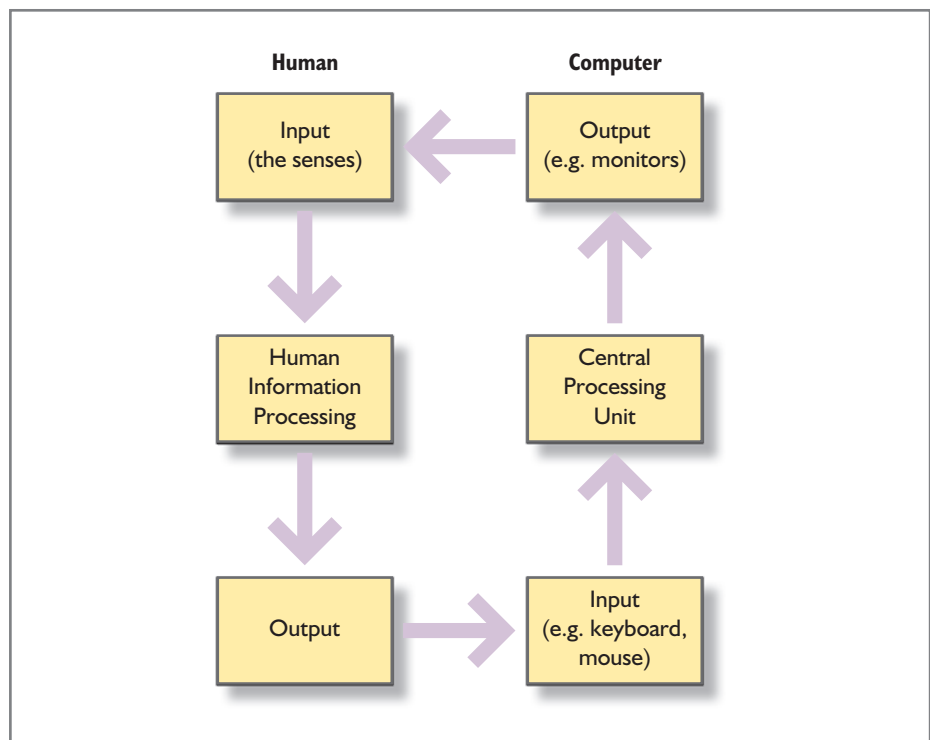 Human
Computer
Input
(the senses)
Output
(e.g. monitors)
Human
Information
Processing
Central
Processing
Unit
Output
Input
(e.g. keyboard,
mouse)